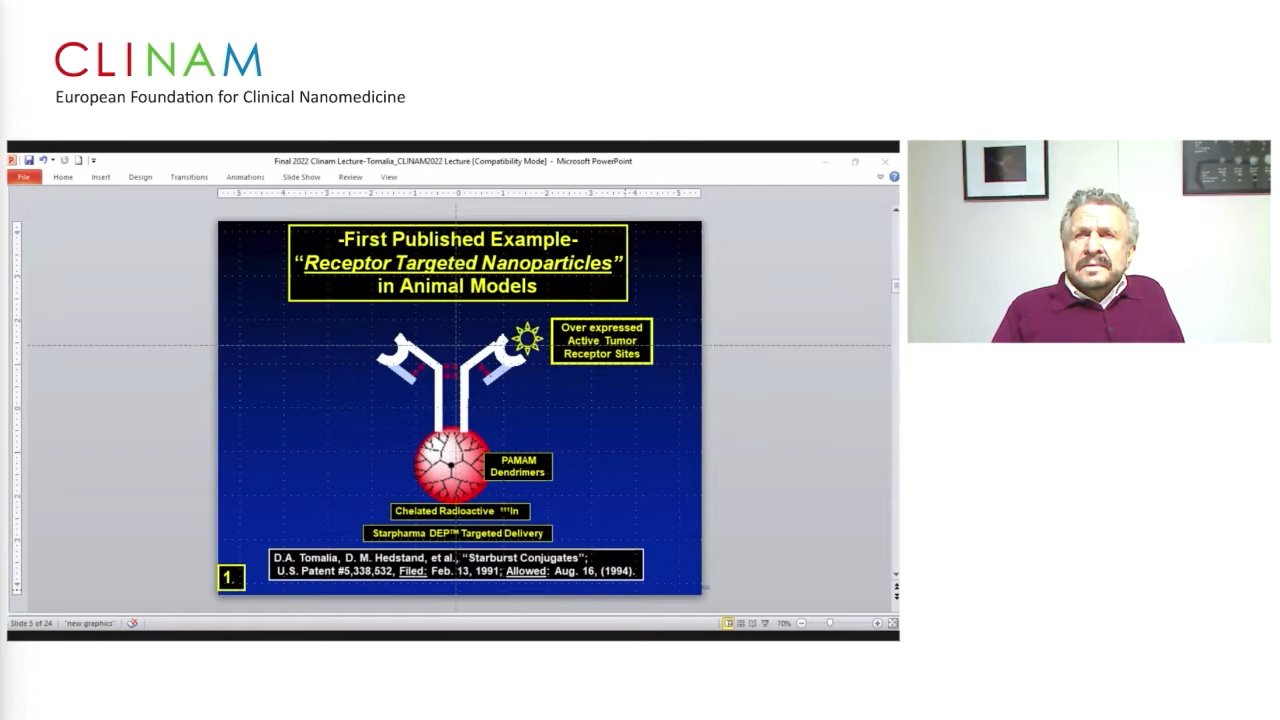 CLINAM
European Foundation for Clinical Nanomedicine
Final 2022 Clinam Lecture-Tomalia_CLINAM2022 Lecture [Compatibility Mode] - Microsoft PowerPoint
File Home Insert Design Transitions Animations Slide Show Review View
-First Published Example-
“Receptor Targeted Nanoparticles”
in Animal Models
Over expressed
Active Tumor
Receptor Sites
PAMAM
Dendrimers
Chelated Radioactive ¹¹¹In
Starpharma DEP™ Targeted Delivery
D.A. Tomalia, D. M. Hedstand, et al., “Starburst Conjugates”;
U.S. Patent #5,338,532, Filed: Feb. 13, 1991; Allowed: Aug. 16, (1994).
1.
Slide 5 of 24 "new graphics" 70%